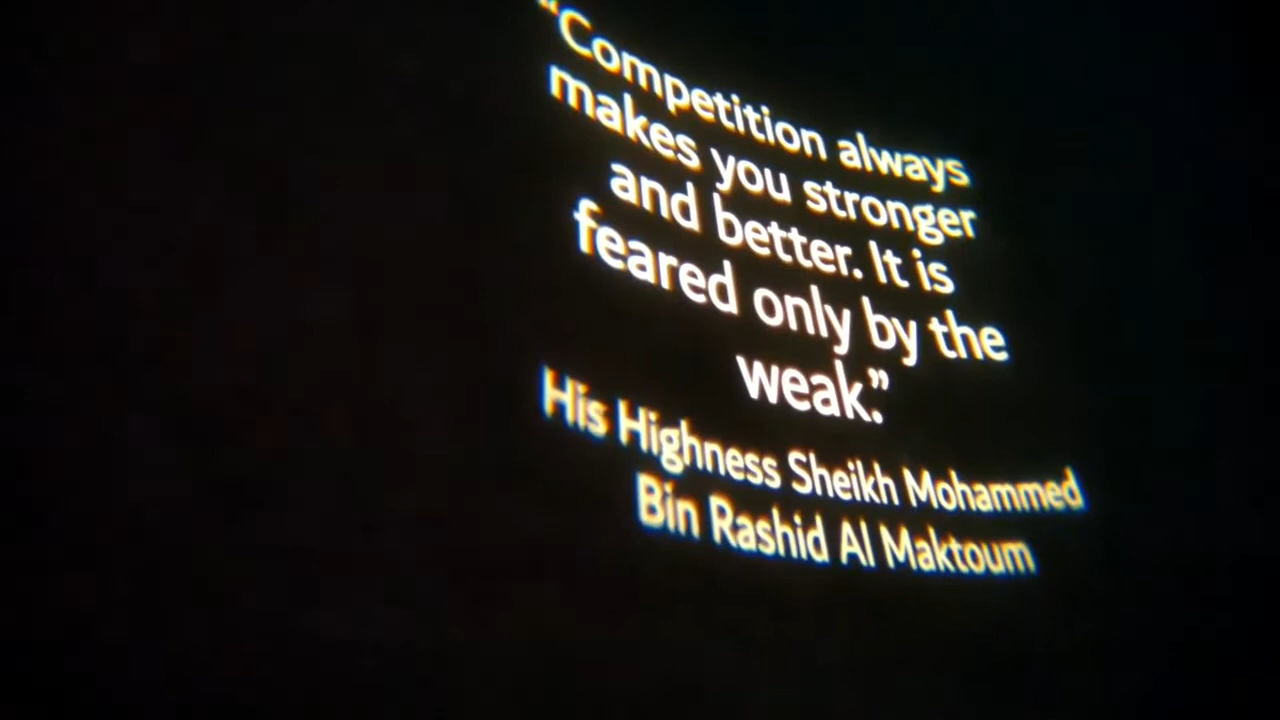 “Competition always
makes you stronger
and better. It is
feared only by the
weak.”
His Highness Sheikh Mohammed
Bin Rashid Al Maktoum